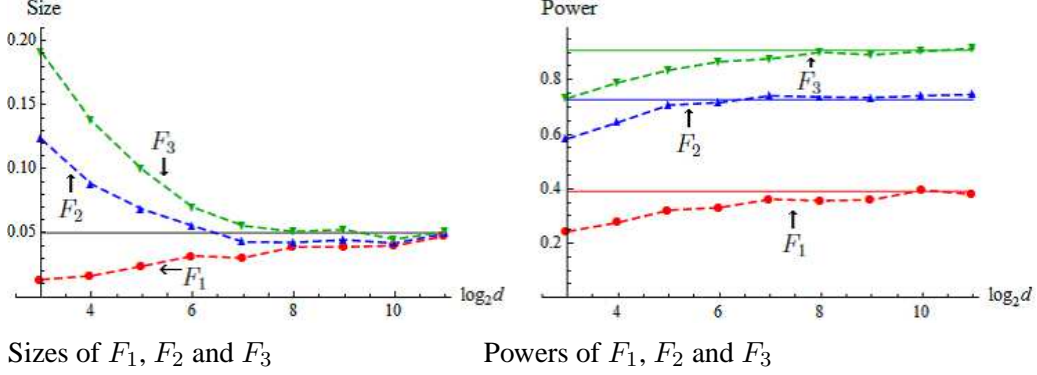 Size
0.20
0.15
0.10
0.05
F₃
F₂
F₁
4 6 8 10
log₂d
Power
0.8
0.6
0.4
0.2
F₃
F₂
F₁
4 6 8 10
log₂d
Sizes of F₁, F₂ and F₃
Powers of F₁, F₂ and F₃